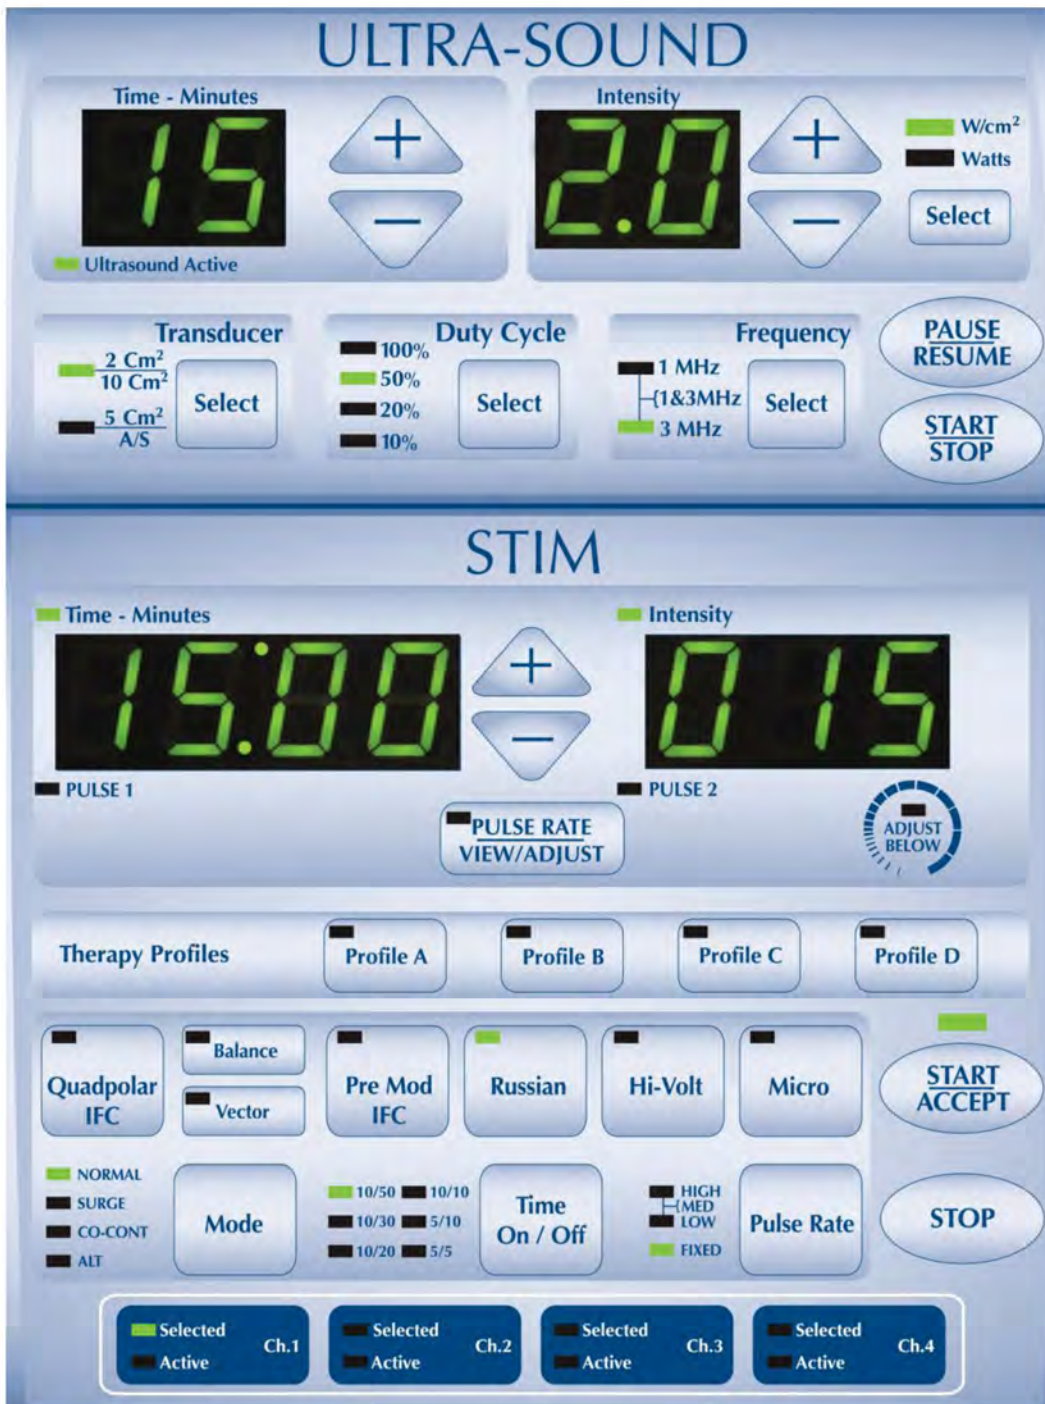 ULTRA-SOUND
Time - Minutes
15
+
−
Ultrasound Active
Intensity
2.0
+
−
W/cm²
Watts
Select
Transducer
2 Cm²
10 Cm²
5 Cm²
A/S
Select
Duty Cycle
100%
50%
20%
10%
Select
Frequency
1 MHz
1&3MHz
3 MHz
Select
PAUSE
RESUME
START
STOP
STIM
Time - Minutes
15:00
PULSE 1
+
−
PULSE RATE
VIEW/ADJUST
Intensity
015
PULSE 2
ADJUST
BELOW
Therapy Profiles
Profile A
Profile B
Profile C
Profile D
Quadpolar
IFC
Balance
Vector
Pre Mod
IFC
Russian
Hi-Volt
Micro
START
ACCEPT
NORMAL
SURGE
CO-CONT
ALT
Mode
10/50 10/10
10/30 5/10
10/20 5/5
Time
On / Off
HIGH
MED
LOW
FIXED
Pulse Rate
STOP
Selected
Active
Ch.1
Selected
Active
Ch.2
Selected
Active
Ch.3
Selected
Active
Ch.4